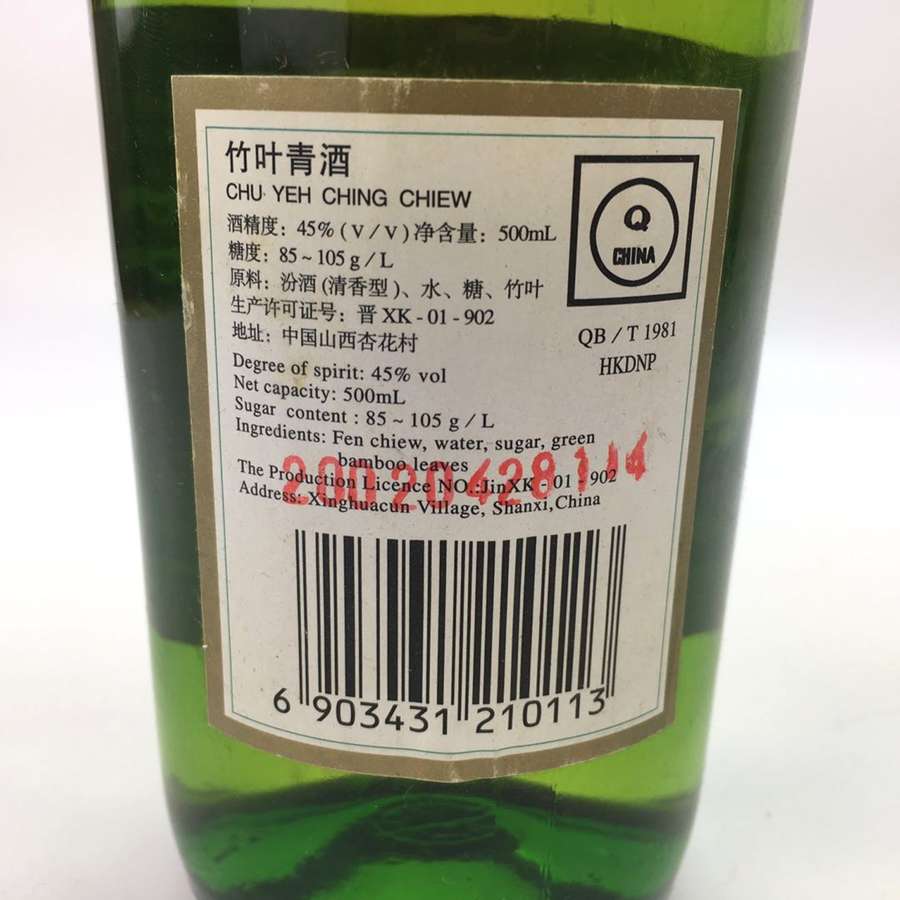 竹叶青酒
CHU YEH CHING CHIEW
酒精度: 45% (V/V) 净含量: 500mL
糖度: 85~105 g/L
原料: 汾酒 (清香型)、水、糖、竹叶
生产许可证号: 晋 XK-01-902
地址: 中国山西杏花村
Q
CHINA
QB/T 1981
HKDNP
Degree of spirit: 45% vol
Net capacity: 500mL
Sugar content: 85~105 g/L
Ingredients: Fen chiew, water, sugar, green
bamboo leaves
The Production Licence NO.:JinXK-01-902
Address: Xinghuacun Village, Shanxi,China
20020428114
6 903431 210113